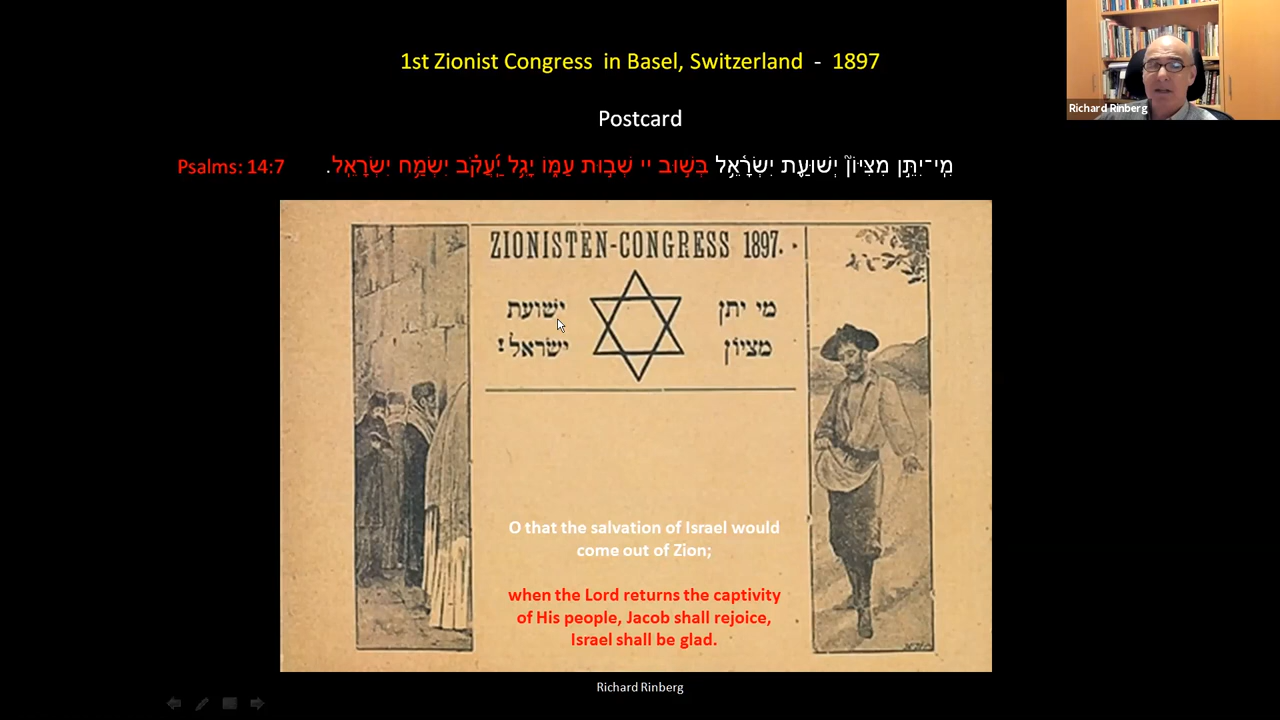 1st Zionist Congress in Basel, Switzerland - 1897
Richard Rinberg
Postcard
מִֽי־יִתֵּ֣ן מִצִּיּוֹן֮ יְשׁוּעַ֢ת יִשְׂרָ֫אֵ֥ל בְּשׁ֣וּב יי שְׁב֣וּת עַמּ֑וֹ יָגֵ֥ל יַ֝עֲקֹ֗ב יִשְׂמַ֥ח יִשְׂרָאֵֽל.
Psalms: 14:7
ZIONISTEN-CONGRESS 1897.
מי יתן ישועת
מציון ישראל!
O that the salvation of Israel would
come out of Zion;
when the Lord returns the captivity
of His people, Jacob shall rejoice,
Israel shall be glad.
Richard Rinberg